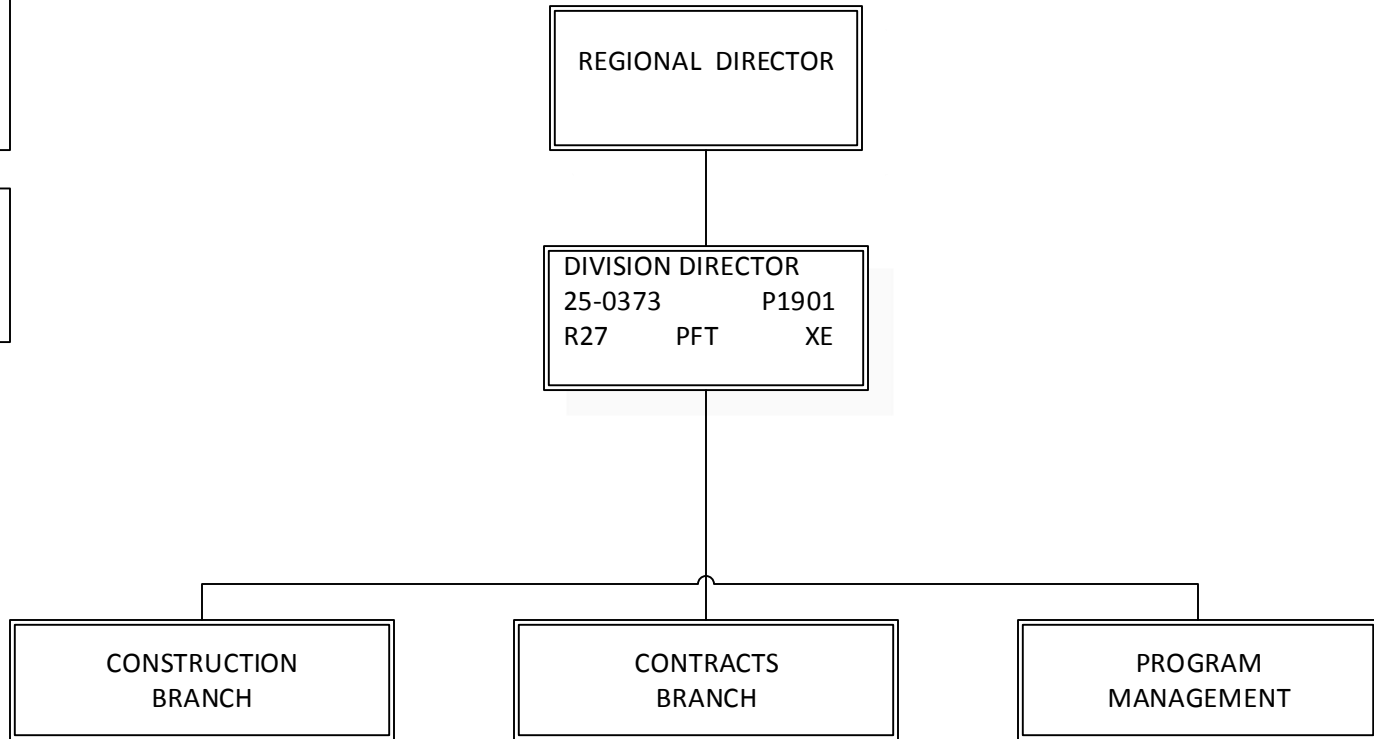 REGIONAL DIRECTOR
DIVISION DIRECTOR
25-0373 P1901
R27 PFT XE
CONSTRUCTION
BRANCH
CONTRACTS
BRANCH
PROGRAM
MANAGEMENT